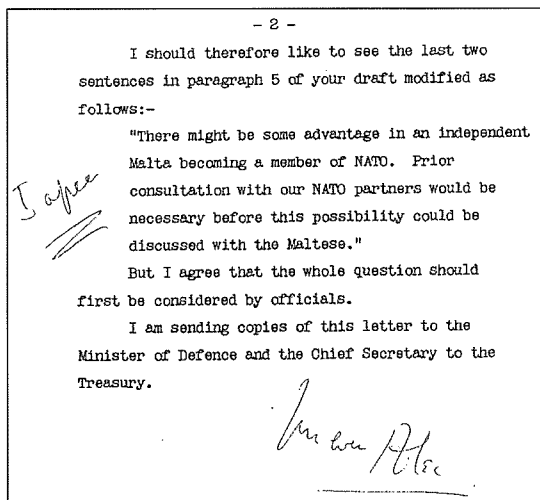 - 2 -
I should therefore like to see the last two
sentences in paragraph 5 of your draft modified as
follows:-
"There might be some advantage in an independent
Malta becoming a member of NATO.  Prior
consultation with our NATO partners would be
necessary before this possibility could be
discussed with the Maltese."
I agree
But I agree that the whole question should
first be considered by officials.
I am sending copies of this letter to the
Minister of Defence and the Chief Secretary to the
Treasury.